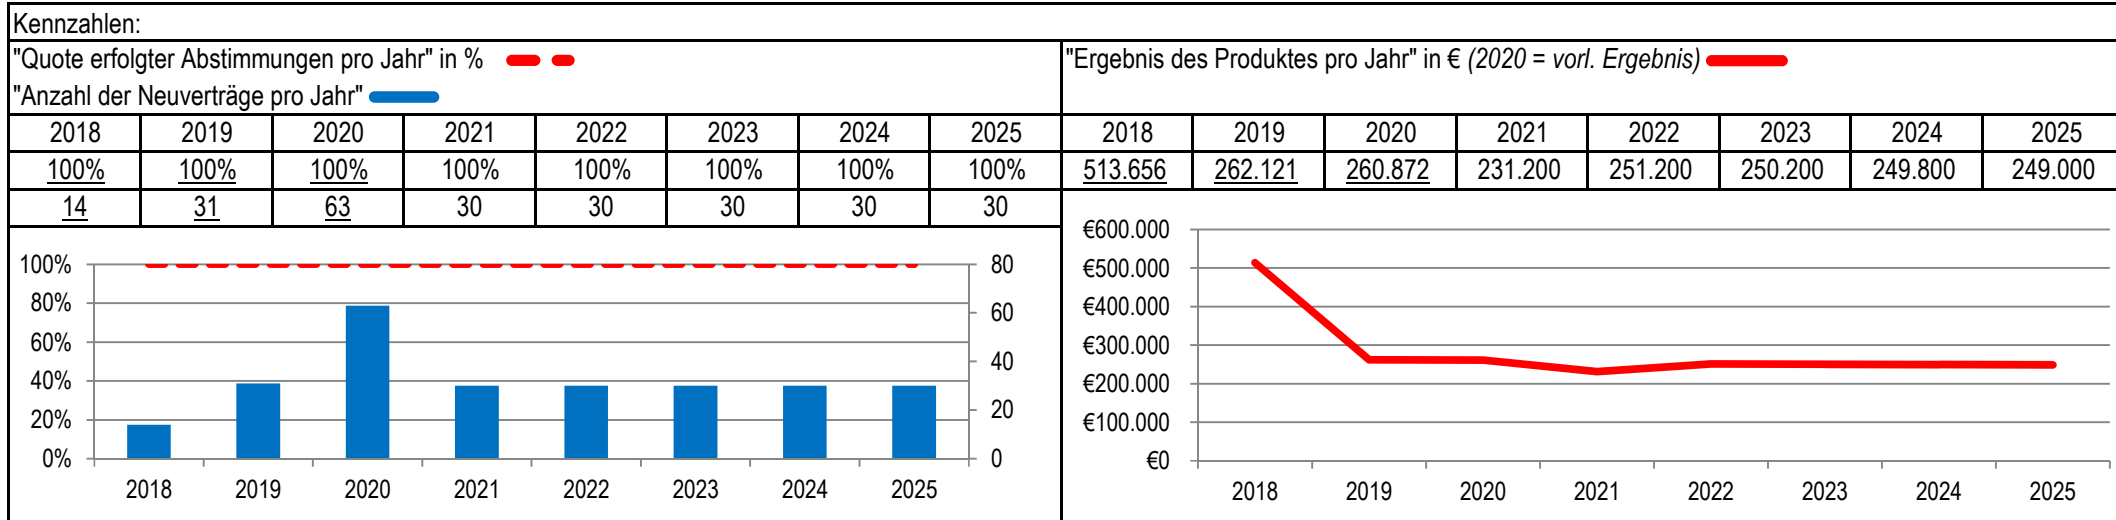 Kennzahlen:
"Quote erfolgter Abstimmungen pro Jahr" in %
"Anzahl der Neuverträge pro Jahr"
2018 2019 2020 2021 2022 2023 2024 2025
100% 100% 100% 100% 100% 100% 100% 100%
14 31 63 30 30 30 30 30
100% 80
80% 60
60%
40% 40
20% 20
0% 0
2018 2019 2020 2021 2022 2023 2024 2025
"Ergebnis des Produktes pro Jahr" in € (2020 = vorl. Ergebnis)
2018 2019 2020 2021 2022 2023 2024 2025
513.656 262.121 260.872 231.200 251.200 250.200 249.800 249.000
€600.000
€500.000
€400.000
€300.000
€200.000
€100.000
€0
2018 2019 2020 2021 2022 2023 2024 2025